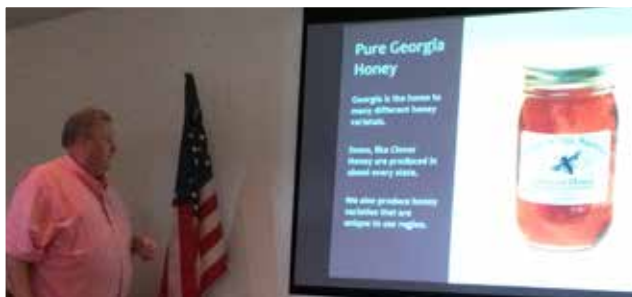 Pure Georgia
Honey
Georgia is the home to
many different honey
varietals.
Some, like Clover
Honey are produced in
about every state.
We also produce honey
varieties that are
unique to our region.